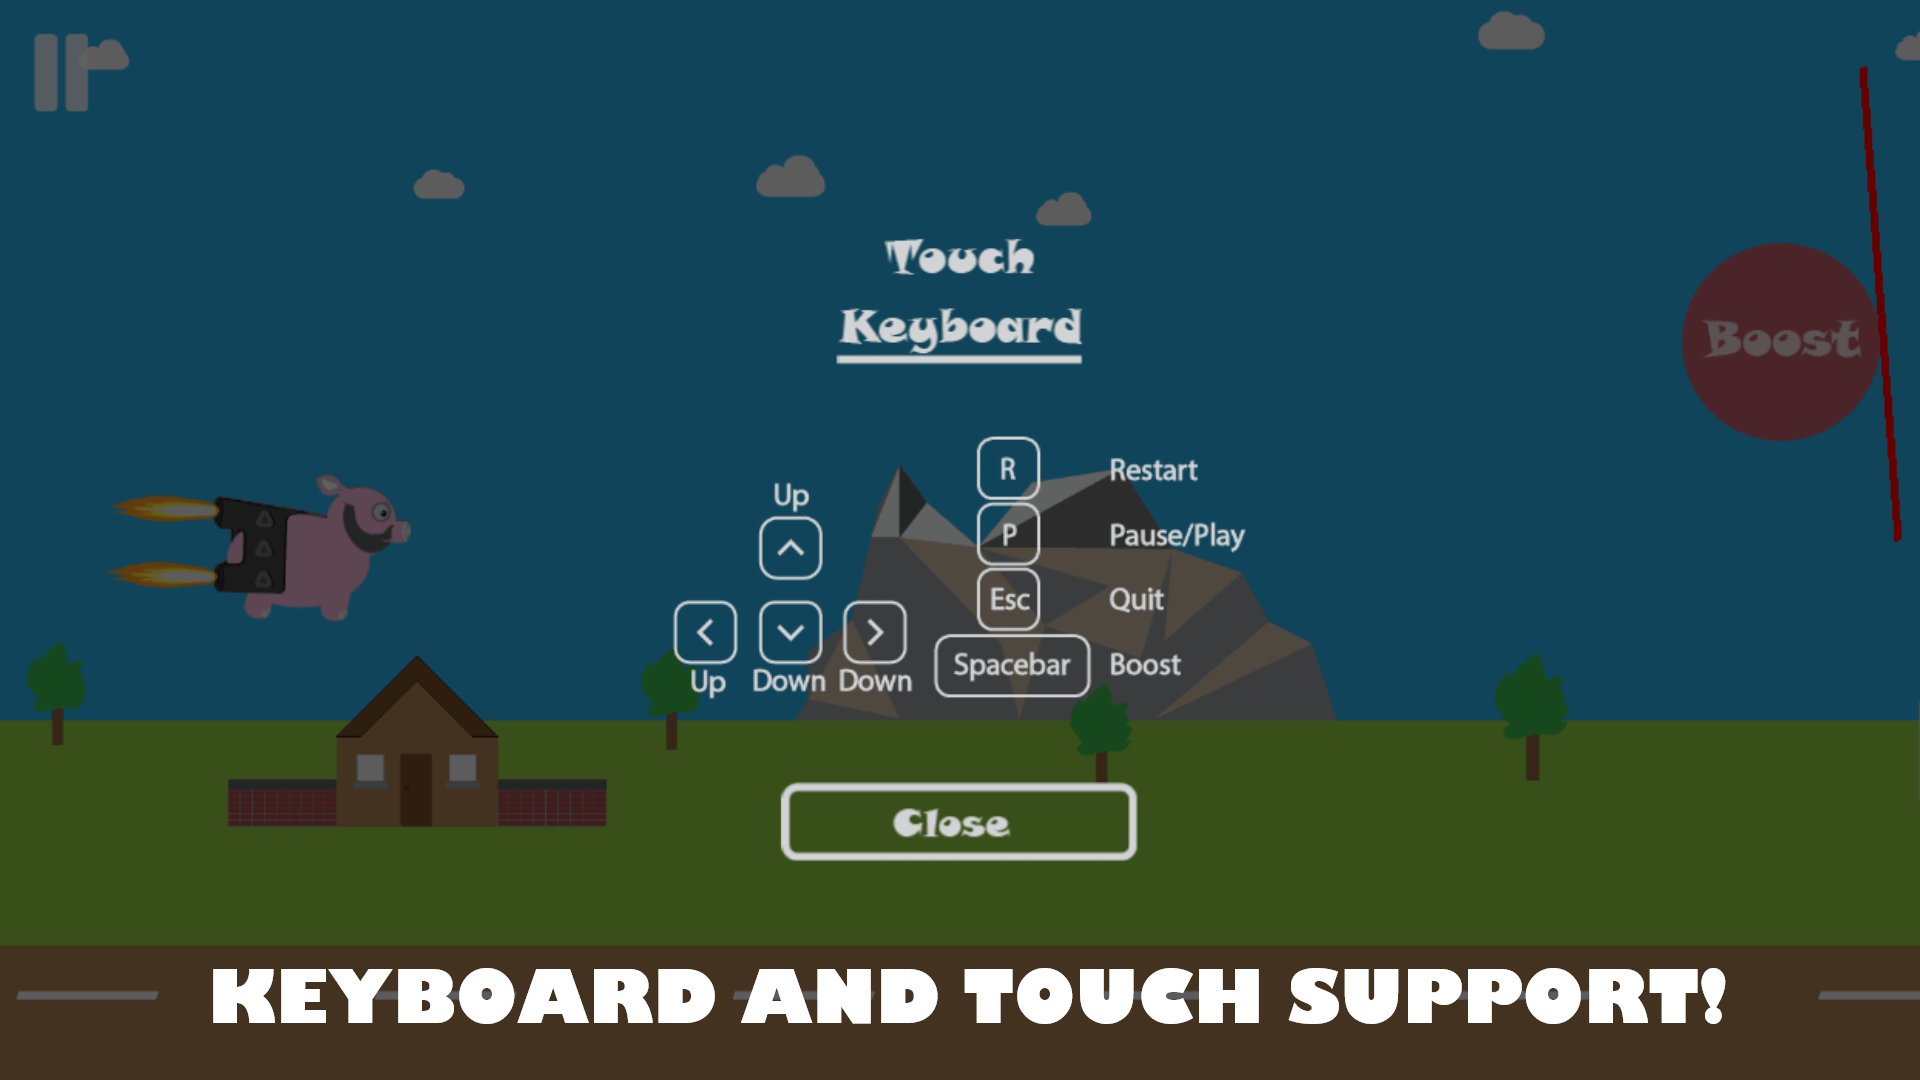 Touch
Keyboard
Boost
R Restart
Up
P Pause/Play
Esc Quit
Spacebar Boost
Up Down Down
Close
KEYBOARD AND TOUCH SUPPORT!